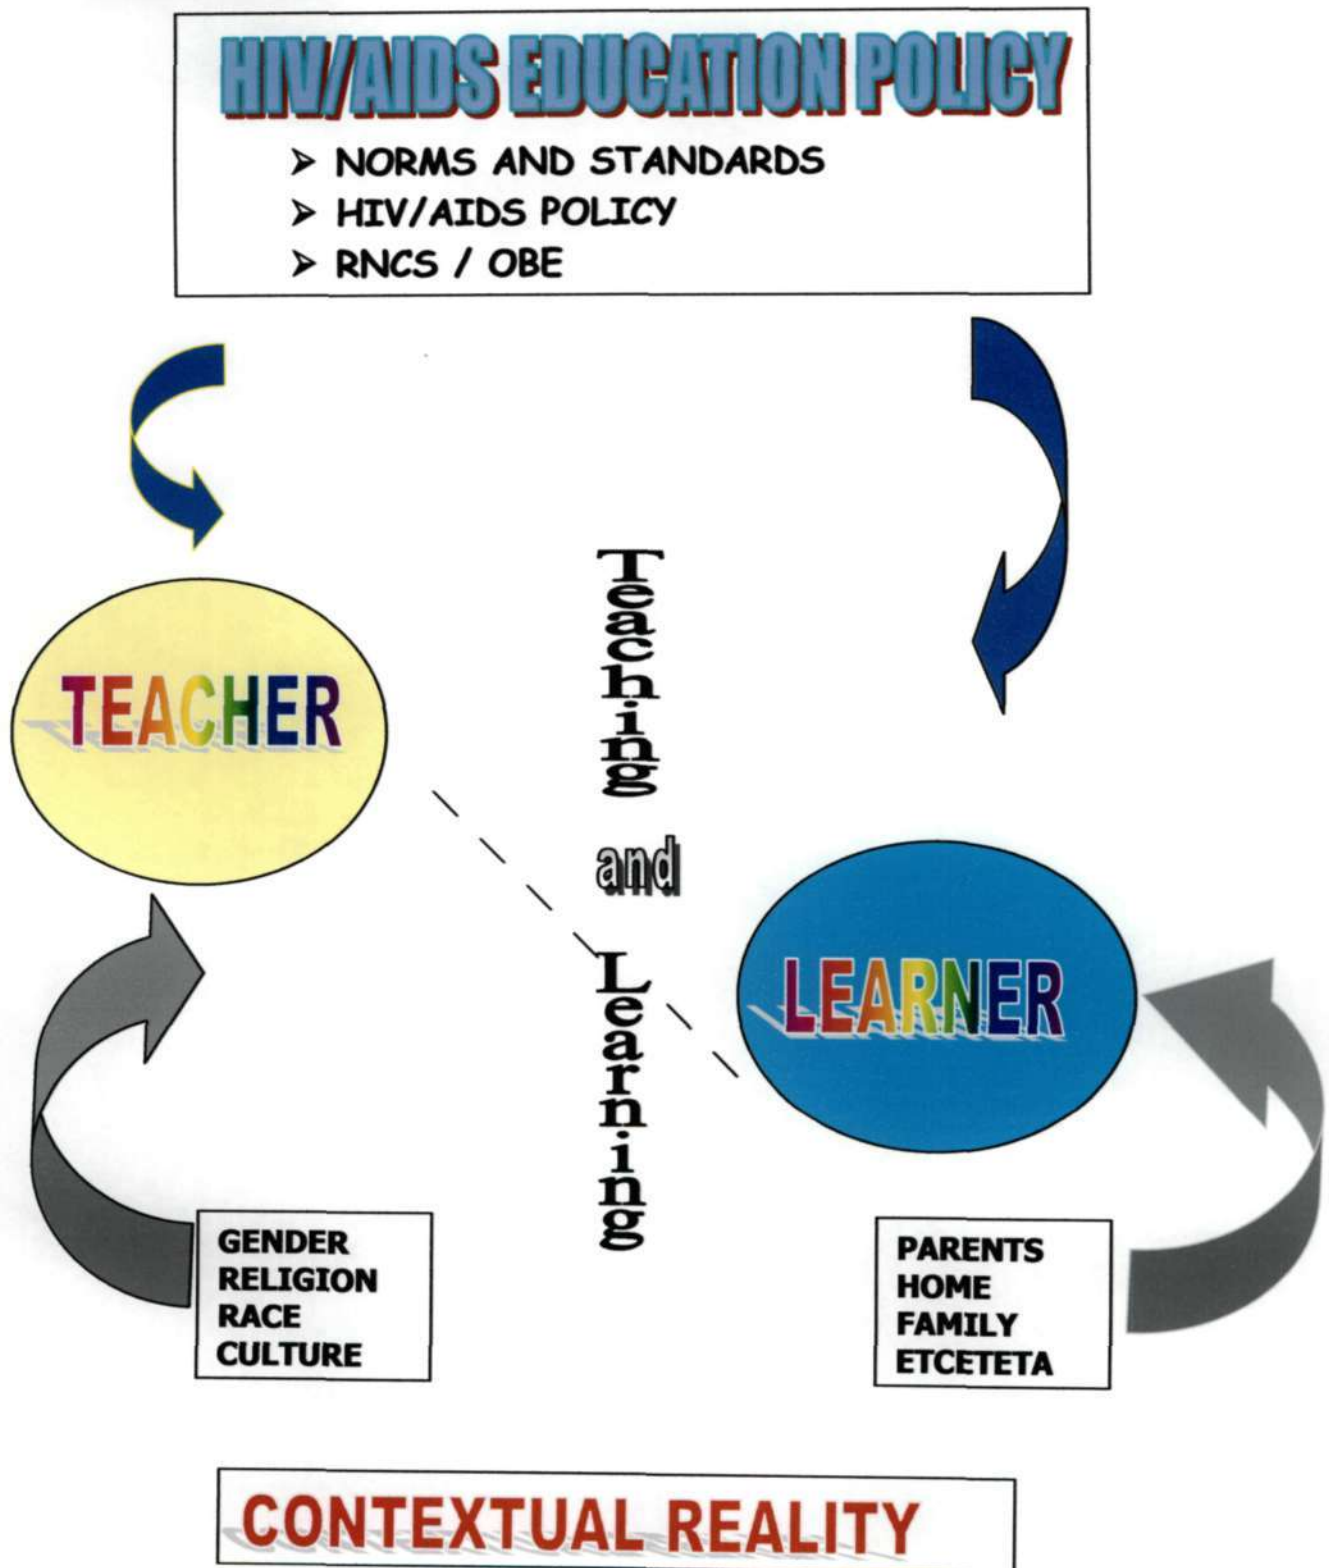 HIV/AIDS EDUCATION POLICY
➢ NORMS AND STANDARDS
➢ HIV/AIDS POLICY
➢ RNCS / OBE
Teaching
and
Learning
TEACHER
LEARNER
GENDER
RELIGION
RACE
CULTURE
PARENTS
HOME
FAMILY
ETCETETA
CONTEXTUAL REALITY